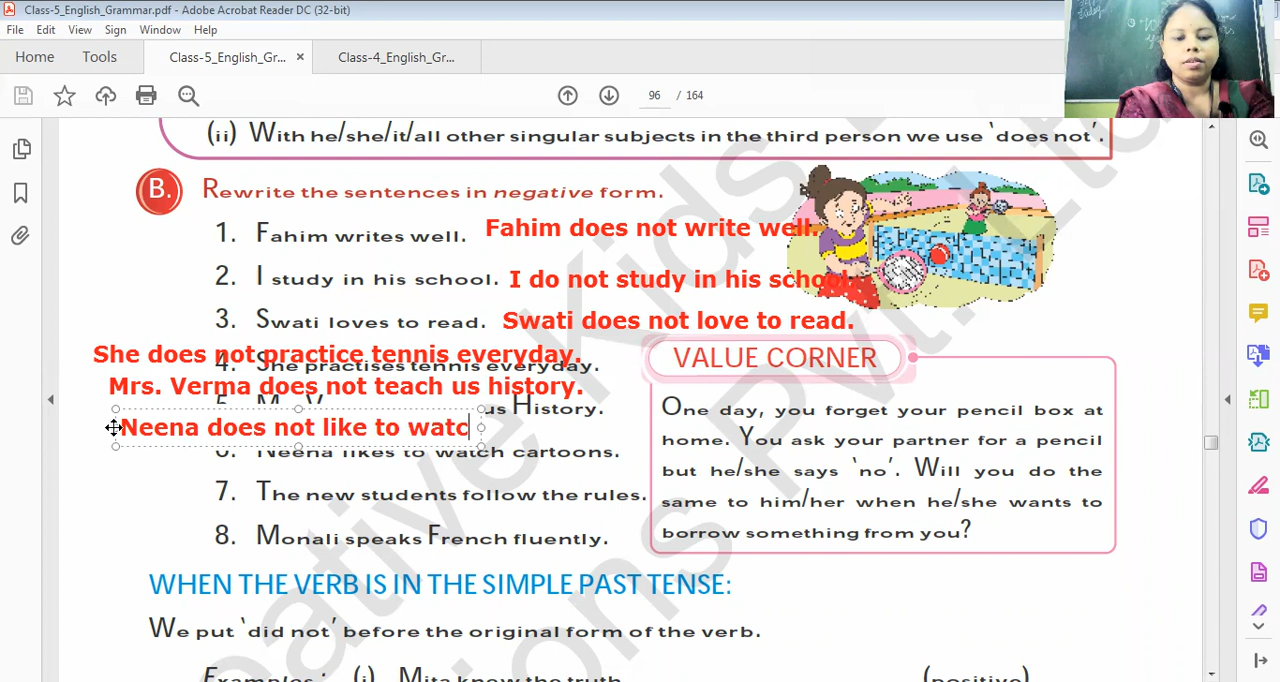 Class-5_English_Grammar.pdf - Adobe Acrobat Reader DC (32-bit)
File Edit View Sign Window Help
Home Tools Class-5_English_Gr... × Class-4_English_Gr...
96 / 164
(ii) With he/she/it/all other singular subjects in the third person we use 'does not'.
B. Rewrite the sentences in negative form.
1. Fahim writes well. Fahim does not write well.
2. I study in his school. I do not study in his school.
3. Swati loves to read. Swati does not love to read.
She does not practice tennis everyday.
4. She practises tennis everyday.
Mrs. Verma does not teach us history.
us History.
Neena does not like to watc
6. Neena likes to watch cartoons.
7. The new students follow the rules.
8. Monali speaks French fluently.
VALUE CORNER
One day, you forget your pencil box at
home. You ask your partner for a pencil
but he/she says 'no'. Will you do the
same to him/her when he/she wants to
borrow something from you?
WHEN THE VERB IS IN THE SIMPLE PAST TENSE:
We put 'did not' before the original form of the verb.
Examples : (i) Mita knew the truth. (positive)